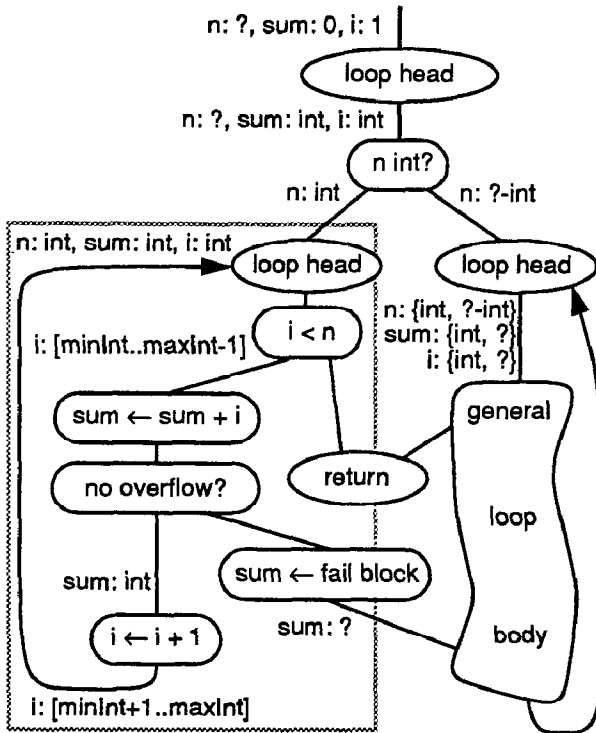 n: ?, sum: 0, i: 1
loop head
n: ?, sum: int, i: int
n int?
n: int
n: ?-int
n: int, sum: int, i: int
loop head
loop head
n: {int, ?-int}
sum: {int, ?}
i: {int, ?}
i < n
i: [minInt..maxInt-1]
sum ← sum + i
general
no overflow?
return
loop
sum ← fail block
sum: int
sum: ?
body
i ← i + 1
i: [minInt+1..maxInt]